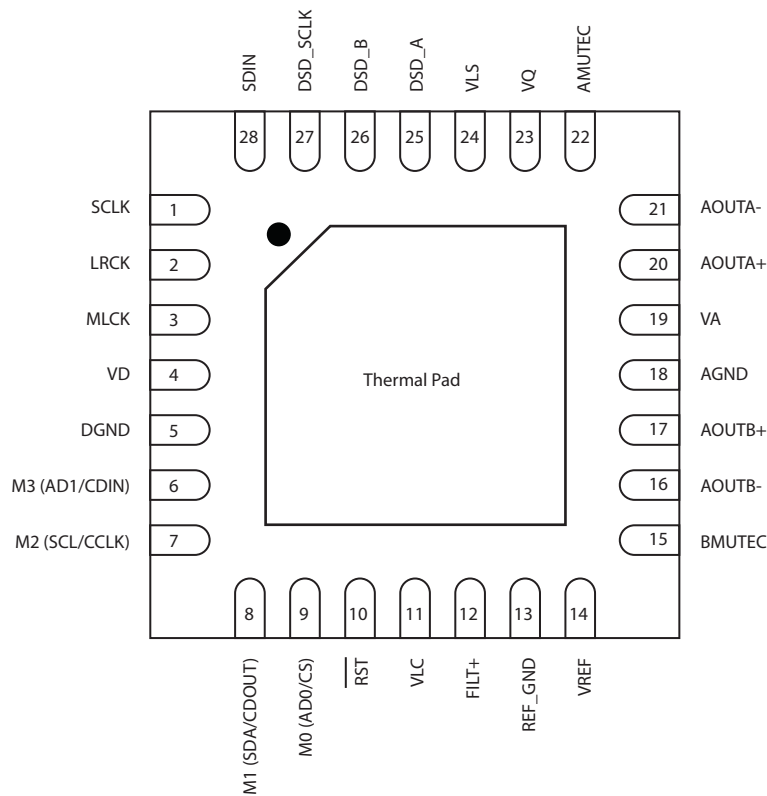 SDIN
DSD_SCLK
DSD_B
DSD_A
VLS
VQ
AMUTEC
28
27
26
25
24
23
22
SCLK 1
LRCK 2
MLCK 3
VD 4
DGND 5
M3 (AD1/CDIN) 6
M2 (SCL/CCLK) 7
Thermal Pad
21 AOUTA-
20 AOUTA+
19 VA
18 AGND
17 AOUTB+
16 AOUTB-
15 BMUTEC
8
9
10
11
12
13
14
M1 (SDA/CDOUT)
M0 (AD0/CS)
RST
VLC
FILT+
REF_GND
VREF